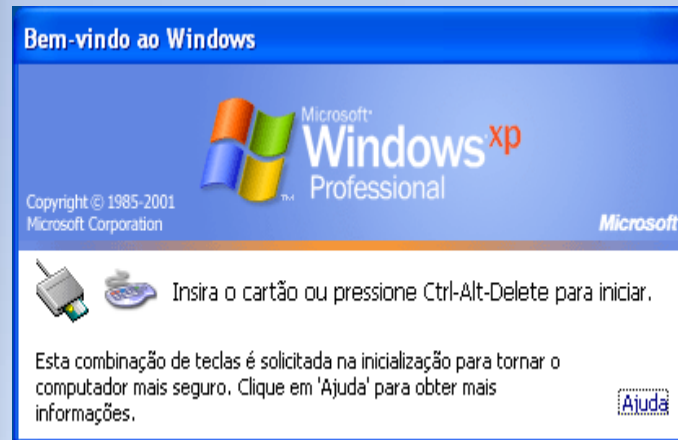 Bem-vindo ao Windows
Microsoft®
Windows xp
Professional
Copyright © 1985-2001
Microsoft Corporation
TM
Microsoft
Insira o cartão ou pressione Ctrl-Alt-Delete para iniciar.
Esta combinação de teclas é solicitada na inicialização para tornar o
computador mais seguro. Clique em 'Ajuda' para obter mais
informações.
Ajuda